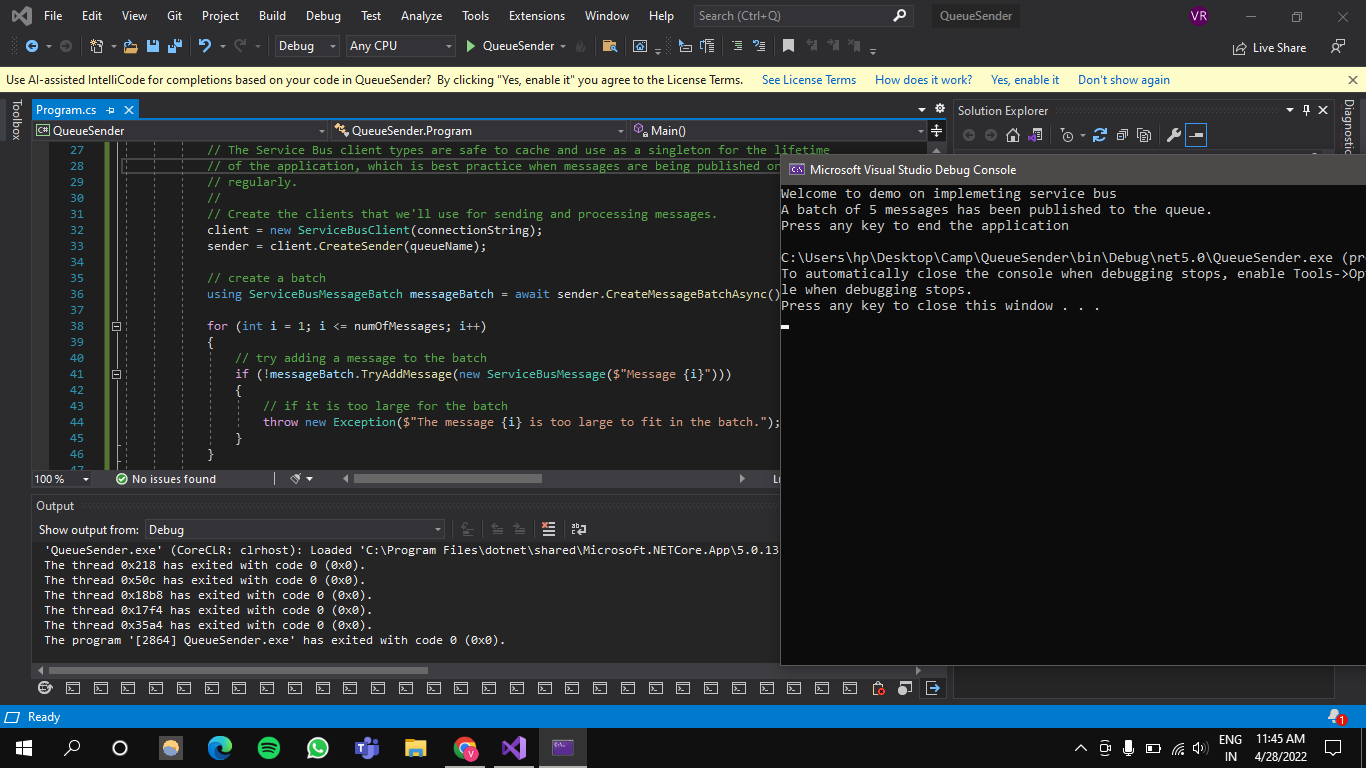 File Edit View Git Project Build Debug Test Analyze Tools Extensions Window Help Search (Ctrl+Q) QueueSender VR
Debug Any CPU QueueSender Live Share
Use AI-assisted IntelliCode for completions based on your code in QueueSender? By clicking "Yes, enable it" you agree to the License Terms. See License Terms How does it work? Yes, enable it Don't show again
Toolbox
Program.cs
QueueSender QueueSender.Program Main()
27 // The Service Bus client types are safe to cache and use as a singleton for the lifetime
28 // of the application, which is best practice when messages are being published or
29 // regularly.
30 //
31 // Create the clients that we'll use for sending and processing messages.
32 client = new ServiceBusClient(connectionString);
33 sender = client.CreateSender(queueName);
34
35 // create a batch
36 using ServiceBusMessageBatch messageBatch = await sender.CreateMessageBatchAsync()
37
38 for (int i = 1; i <= numOfMessages; i++)
39 {
40 // try adding a message to the batch
41 if (!messageBatch.TryAddMessage(new ServiceBusMessage($"Message {i}")))
42 {
43 // if it is too large for the batch
44 throw new Exception($"The message {i} is too large to fit in the batch.");
45 }
46 }
47
100 % No issues found
Solution Explorer
Diagnostic
Microsoft Visual Studio Debug Console
Welcome to demo on implemeting service bus
A batch of 5 messages has been published to the queue.
Press any key to end the application
C:\Users\hp\Desktop\Camp\QueueSender\bin\Debug\net5.0\QueueSender.exe (pr
To automatically close the console when debugging stops, enable Tools->Op
le when debugging stops.
Press any key to close this window . . .
Output
Show output from: Debug
'QueueSender.exe' (CoreCLR: clrhost): Loaded 'C:\Program Files\dotnet\shared\Microsoft.NETCore.App\5.0.13
The thread 0x218 has exited with code 0 (0x0).
The thread 0x50c has exited with code 0 (0x0).
The thread 0x18b8 has exited with code 0 (0x0).
The thread 0x17f4 has exited with code 0 (0x0).
The thread 0x35a4 has exited with code 0 (0x0).
The program '[2864] QueueSender.exe' has exited with code 0 (0x0).
Ready 1
ENG 11:45 AM
IN 4/28/2022